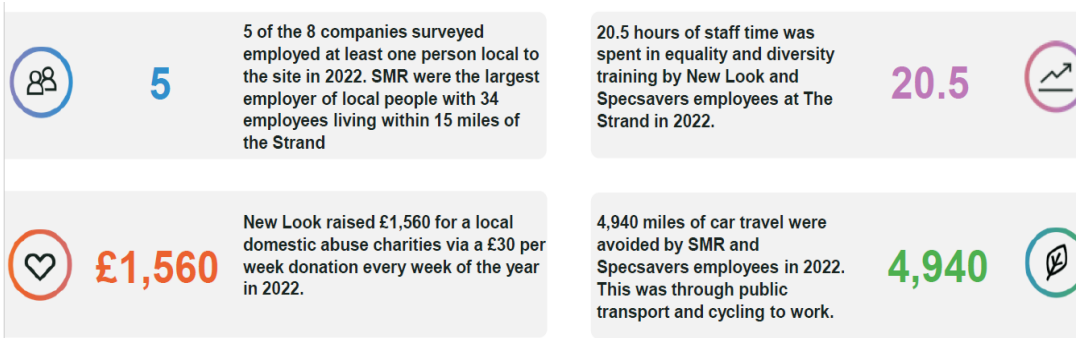 5
5 of the 8 companies surveyed
employed at least one person local to
the site in 2022. SMR were the largest
employer of local people with 34
employees living within 15 miles of
the Strand
20.5 hours of staff time was
spent in equality and diversity
training by New Look and
Specsavers employees at The
Strand in 2022.
20.5
£1,560
New Look raised £1,560 for a local
domestic abuse charities via a £30 per
week donation every week of the year
in 2022.
4,940 miles of car travel were
avoided by SMR and
Specsavers employees in 2022.
This was through public
transport and cycling to work.
4,940